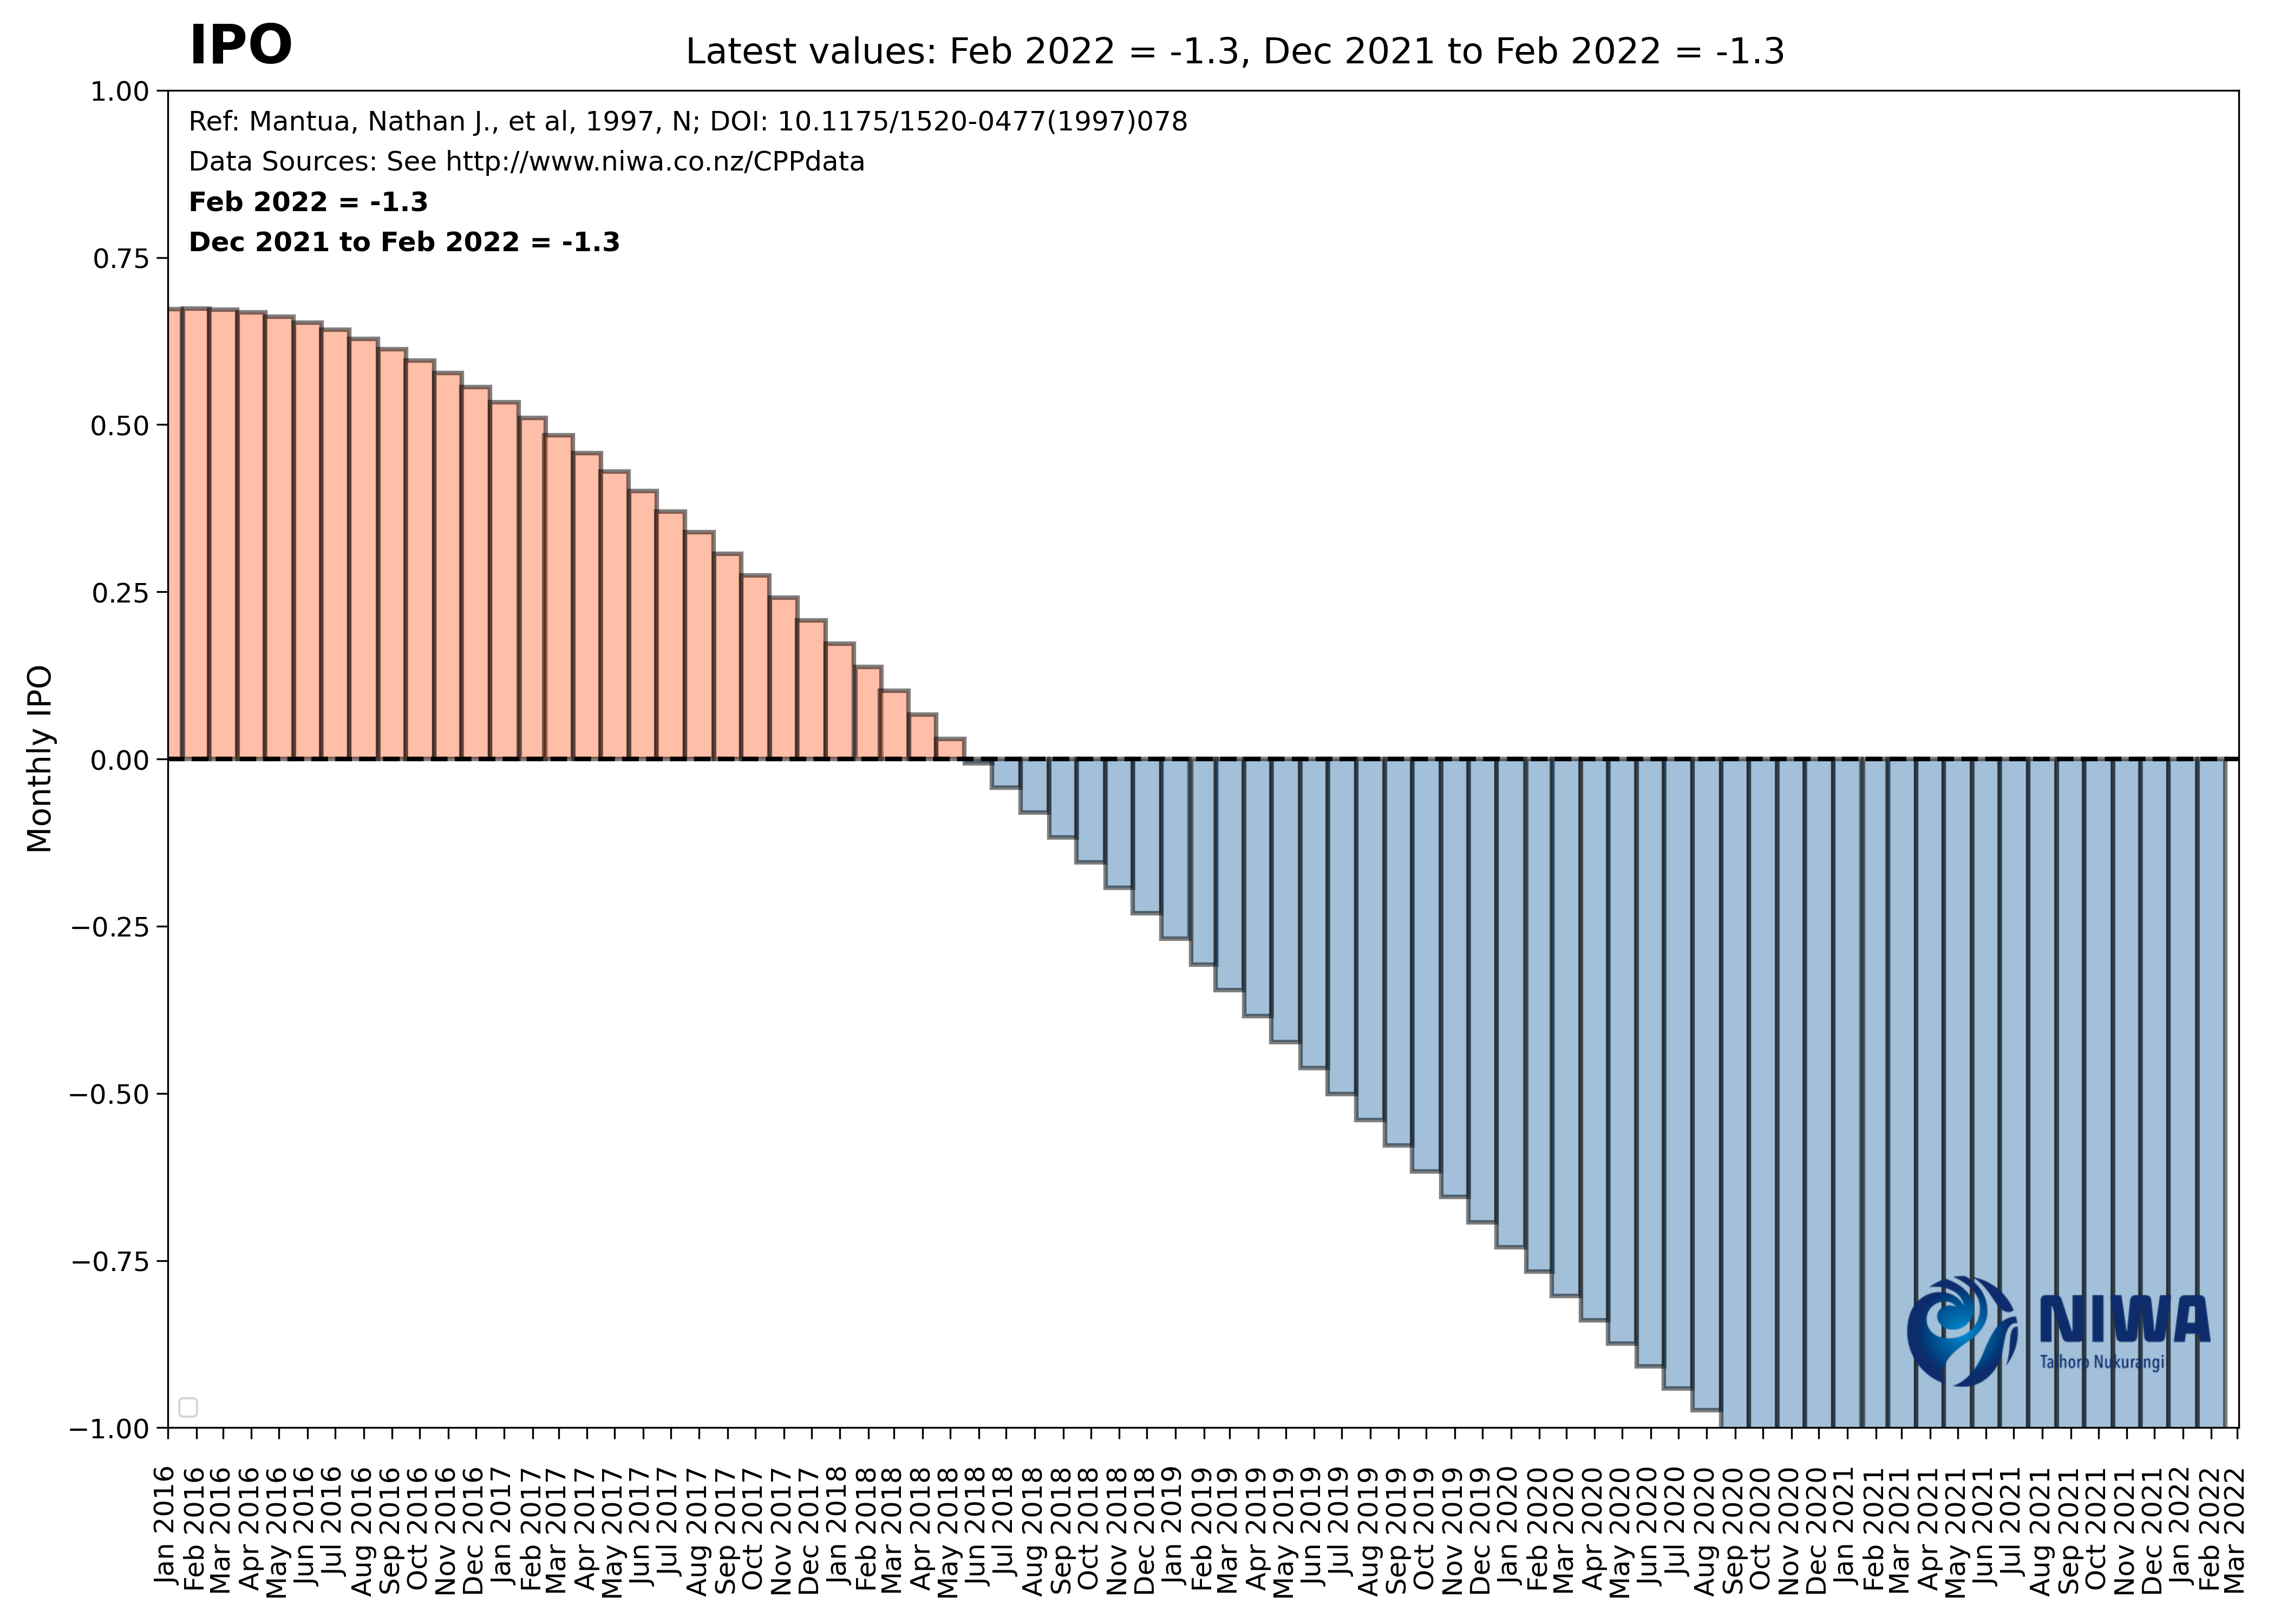 IPO
Latest values: Feb 2022 = -1.3, Dec 2021 to Feb 2022 = -1.3
Ref: Mantua, Nathan J., et al, 1997, N; DOI: 10.1175/1520-0477(1997)078
Data Sources: See http://www.niwa.co.nz/CPPdata
Feb 2022 = -1.3
Dec 2021 to Feb 2022 = -1.3
Monthly IPO
1.00
0.75
0.50
0.25
0.00
−0.25
−0.50
−0.75
−1.00
NIWA
Taihoro Nukurangi
Jan 2016
Feb 2016
Mar 2016
Apr 2016
May 2016
Jun 2016
Jul 2016
Aug 2016
Sep 2016
Oct 2016
Nov 2016
Dec 2016
Jan 2017
Feb 2017
Mar 2017
Apr 2017
May 2017
Jun 2017
Jul 2017
Aug 2017
Sep 2017
Oct 2017
Nov 2017
Dec 2017
Jan 2018
Feb 2018
Mar 2018
Apr 2018
May 2018
Jun 2018
Jul 2018
Aug 2018
Sep 2018
Oct 2018
Nov 2018
Dec 2018
Jan 2019
Feb 2019
Mar 2019
Apr 2019
May 2019
Jun 2019
Jul 2019
Aug 2019
Sep 2019
Oct 2019
Nov 2019
Dec 2019
Jan 2020
Feb 2020
Mar 2020
Apr 2020
May 2020
Jun 2020
Jul 2020
Aug 2020
Sep 2020
Oct 2020
Nov 2020
Dec 2020
Jan 2021
Feb 2021
Mar 2021
Apr 2021
May 2021
Jun 2021
Jul 2021
Aug 2021
Sep 2021
Oct 2021
Nov 2021
Dec 2021
Jan 2022
Feb 2022
Mar 2022